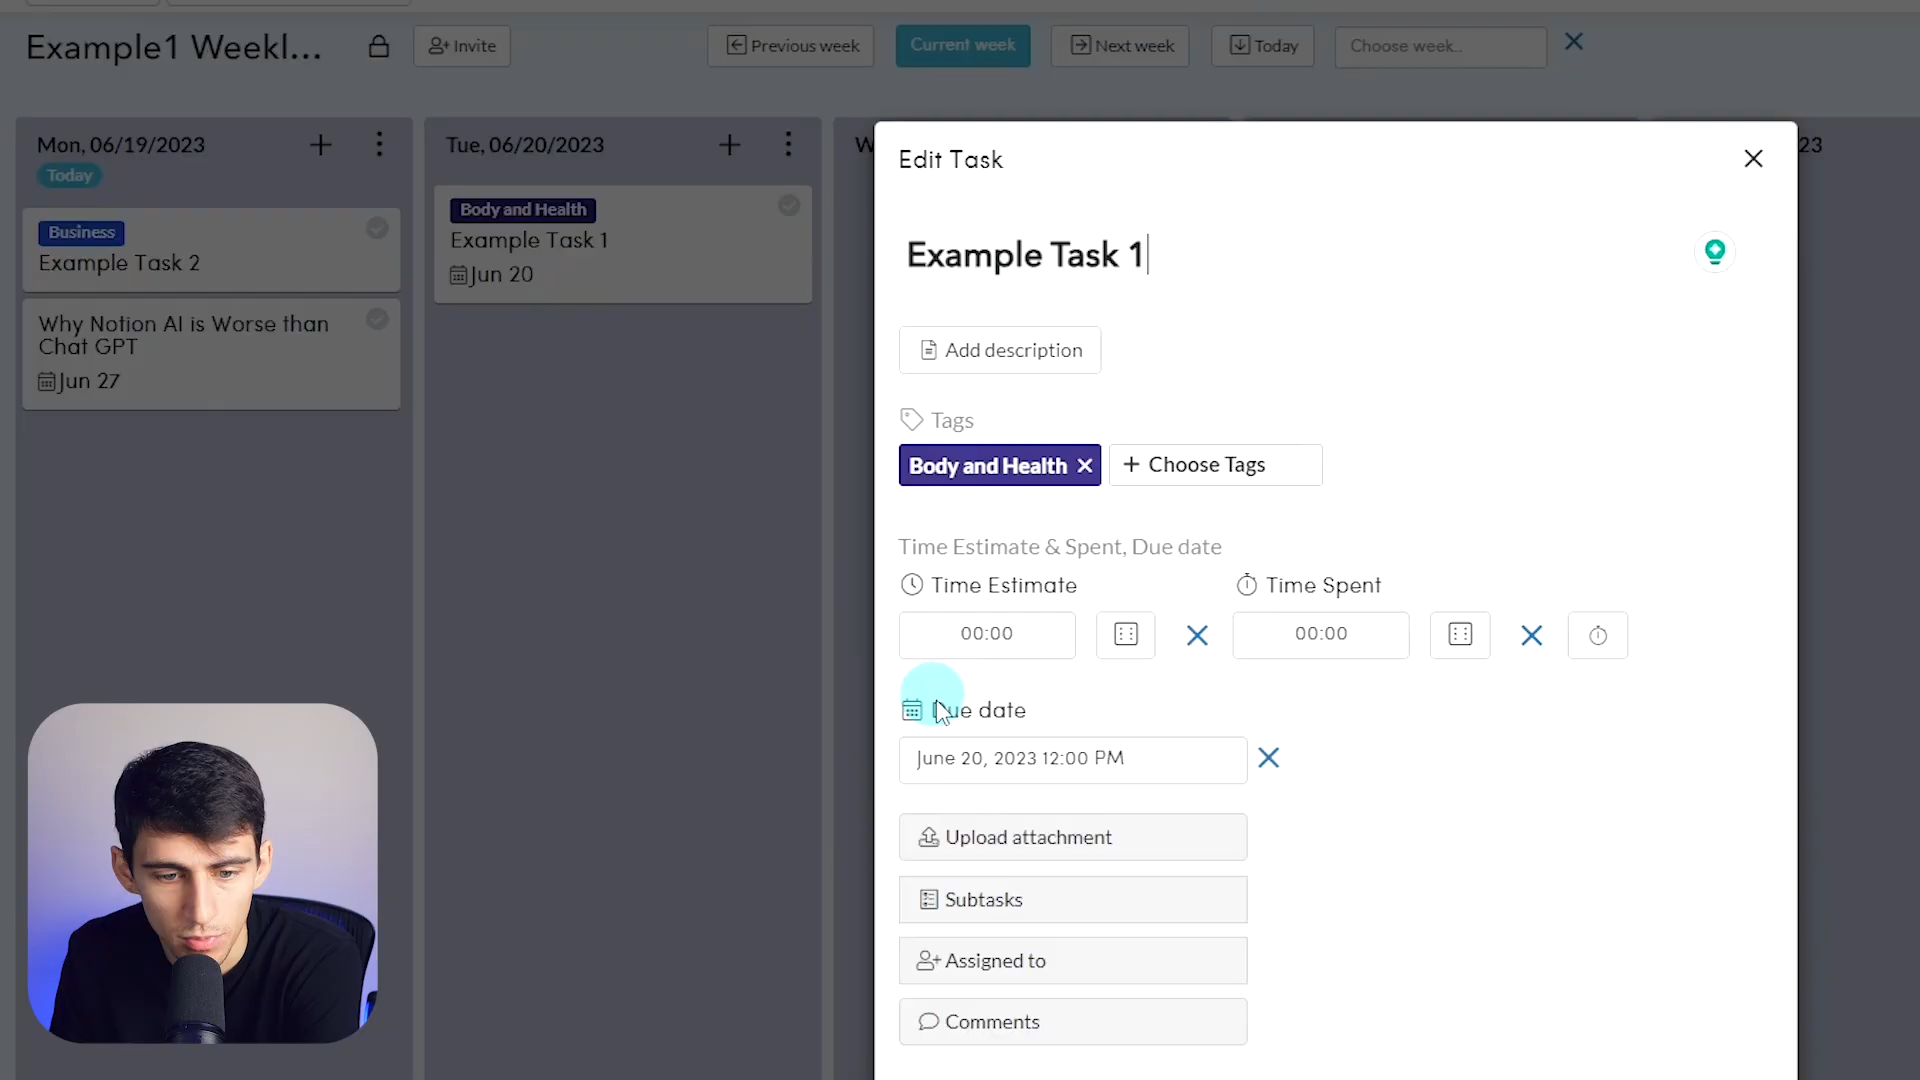 Example1 Weekl...
Invite
Previous week
Current week
Next week
Today
Choose week..
Mon, 06/19/2023
Today
Business
Example Task 2
Why Notion AI is Worse than
Chat GPT
Jun 27
Tue, 06/20/2023
Body and Health
Example Task 1
Jun 20
W
23
Edit Task
Example Task 1
Add description
Tags
Body and Health
+ Choose Tags
Time Estimate & Spent, Due date
Time Estimate
Time Spent
00:00
00:00
Due date
June 20, 2023 12:00 PM
Upload attachment
Subtasks
Assigned to
Comments